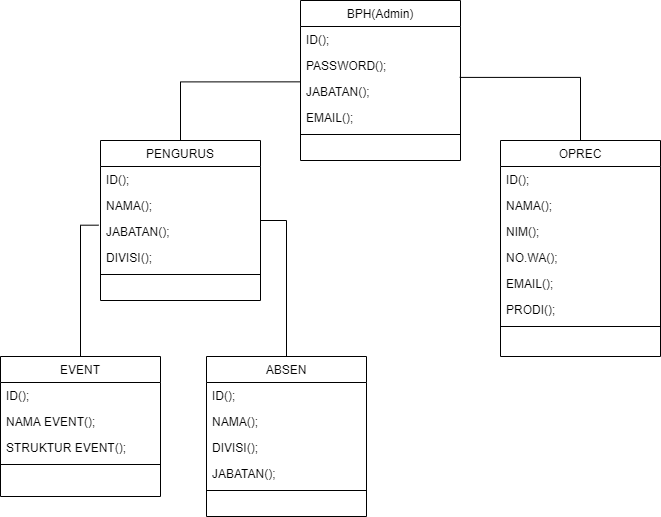 BPH(Admin)
ID();
PASSWORD();
JABATAN();
EMAIL();
PENGURUS
ID();
NAMA();
JABATAN();
DIVISI();
OPREC
ID();
NAMA();
NIM();
NO.WA();
EMAIL();
PRODI();
EVENT
ID();
NAMA EVENT();
STRUKTUR EVENT();
ABSEN
ID();
NAMA();
DIVISI();
JABATAN();